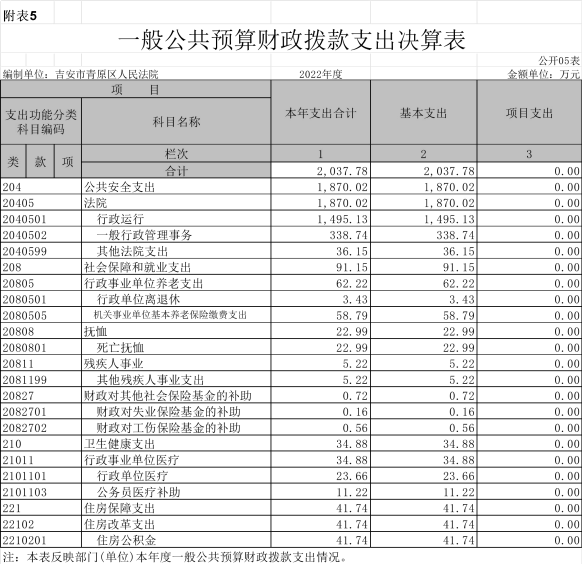 附表5
一般公共预算财政拨款支出决算表
公开05表
编制单位：吉安市青原区人民法院 2022年度 金额单位：万元
项 目 本年支出合计 基本支出 项目支出
支出功能分类科目编码 科目名称
类 款 项 栏次 1 2 3
合计 2,037.78 2,037.78 0.00
204 公共安全支出 1,870.02 1,870.02 0.00
20405 法院 1,870.02 1,870.02 0.00
2040501 行政运行 1,495.13 1,495.13 0.00
2040502 一般行政管理事务 338.74 338.74 0.00
2040599 其他法院支出 36.15 36.15 0.00
208 社会保障和就业支出 91.15 91.15 0.00
20805 行政事业单位养老支出 62.22 62.22 0.00
2080501 行政单位离退休 3.43 3.43 0.00
2080505 机关事业单位基本养老保险缴费支出 58.79 58.79 0.00
20808 抚恤 22.99 22.99 0.00
2080801 死亡抚恤 22.99 22.99 0.00
20811 残疾人事业 5.22 5.22 0.00
2081199 其他残疾人事业支出 5.22 5.22 0.00
20827 财政对其他社会保险基金的补助 0.72 0.72 0.00
2082701 财政对失业保险基金的补助 0.16 0.16 0.00
2082702 财政对工伤保险基金的补助 0.56 0.56 0.00
210 卫生健康支出 34.88 34.88 0.00
21011 行政事业单位医疗 34.88 34.88 0.00
2101101 行政单位医疗 23.66 23.66 0.00
2101103 公务员医疗补助 11.22 11.22 0.00
221 住房保障支出 41.74 41.74 0.00
22102 住房改革支出 41.74 41.74 0.00
2210201 住房公积金 41.74 41.74 0.00
注：本表反映部门(单位)本年度一般公共预算财政拨款支出情况。